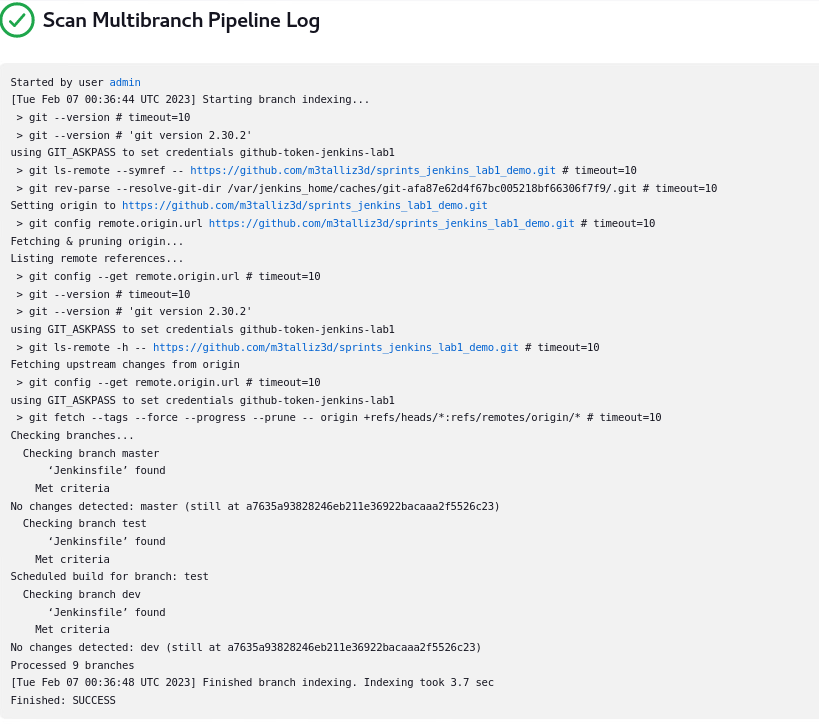 Scan Multibranch Pipeline Log
Started by user admin
[Tue Feb 07 00:36:44 UTC 2023] Starting branch indexing...
 > git --version # timeout=10
 > git --version # 'git version 2.30.2'
using GIT_ASKPASS to set credentials github-token-jenkins-lab1
 > git ls-remote --symref -- https://github.com/m3talliz3d/sprints_jenkins_lab1_demo.git # timeout=10
 > git rev-parse --resolve-git-dir /var/jenkins_home/caches/git-afa87e62d4f67bc005218bf66306f7f9/.git # timeout=10
Setting origin to https://github.com/m3talliz3d/sprints_jenkins_lab1_demo.git
 > git config remote.origin.url https://github.com/m3talliz3d/sprints_jenkins_lab1_demo.git # timeout=10
Fetching & pruning origin...
Listing remote references...
 > git config --get remote.origin.url # timeout=10
 > git --version # timeout=10
 > git --version # 'git version 2.30.2'
using GIT_ASKPASS to set credentials github-token-jenkins-lab1
 > git ls-remote -h -- https://github.com/m3talliz3d/sprints_jenkins_lab1_demo.git # timeout=10
Fetching upstream changes from origin
 > git config --get remote.origin.url # timeout=10
using GIT_ASKPASS to set credentials github-token-jenkins-lab1
 > git fetch --tags --force --progress --prune -- origin +refs/heads/*:refs/remotes/origin/* # timeout=10
Checking branches...
  Checking branch master
      ‘Jenkinsfile’ found
    Met criteria
No changes detected: master (still at a7635a93828246eb211e36922bacaaa2f5526c23)
  Checking branch test
      ‘Jenkinsfile’ found
    Met criteria
Scheduled build for branch: test
  Checking branch dev
      ‘Jenkinsfile’ found
    Met criteria
No changes detected: dev (still at a7635a93828246eb211e36922bacaaa2f5526c23)
Processed 9 branches
[Tue Feb 07 00:36:48 UTC 2023] Finished branch indexing. Indexing took 3.7 sec
Finished: SUCCESS